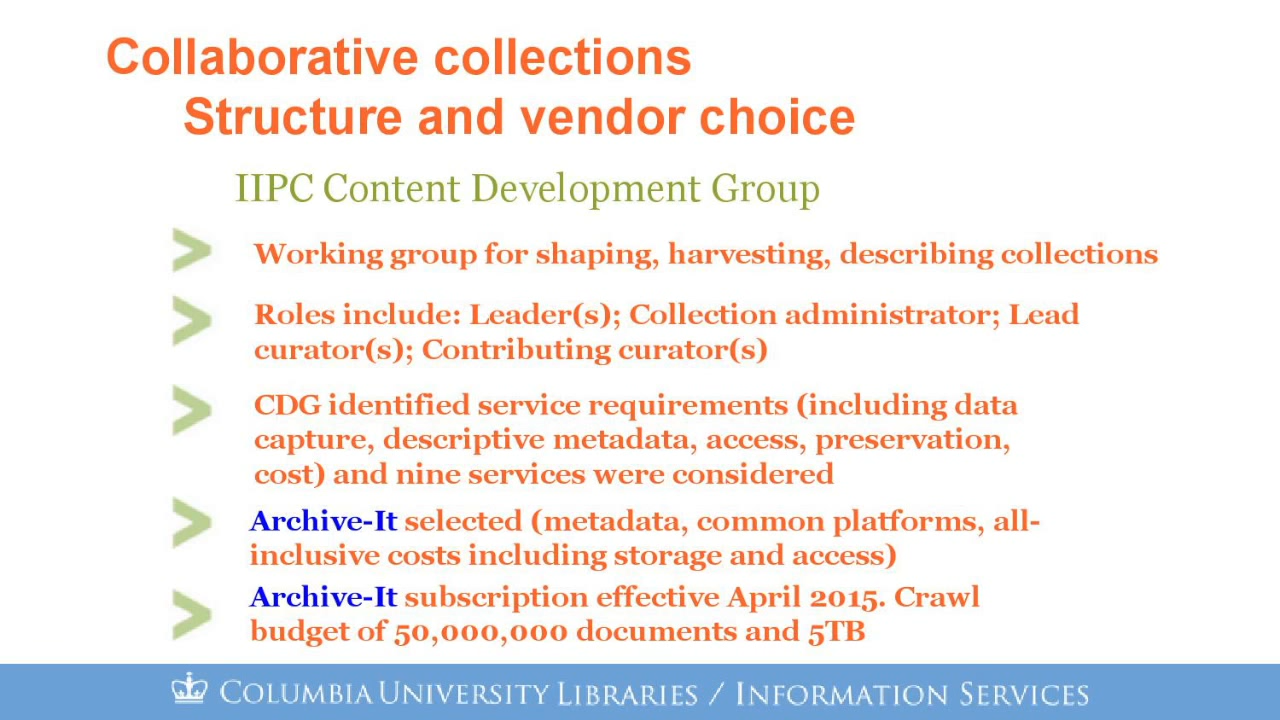 Collaborative collections
Structure and vendor choice
IIPC Content Development Group
Working group for shaping, harvesting, describing collections
Roles include: Leader(s); Collection administrator; Lead
curator(s); Contributing curator(s)
CDG identified service requirements (including data
capture, descriptive metadata, access, preservation,
cost) and nine services were considered
Archive-It selected (metadata, common platforms, all-
inclusive costs including storage and access)
Archive-It subscription effective April 2015. Crawl
budget of 50,000,000 documents and 5TB
COLUMBIA UNIVERSITY LIBRARIES / INFORMATION SERVICES